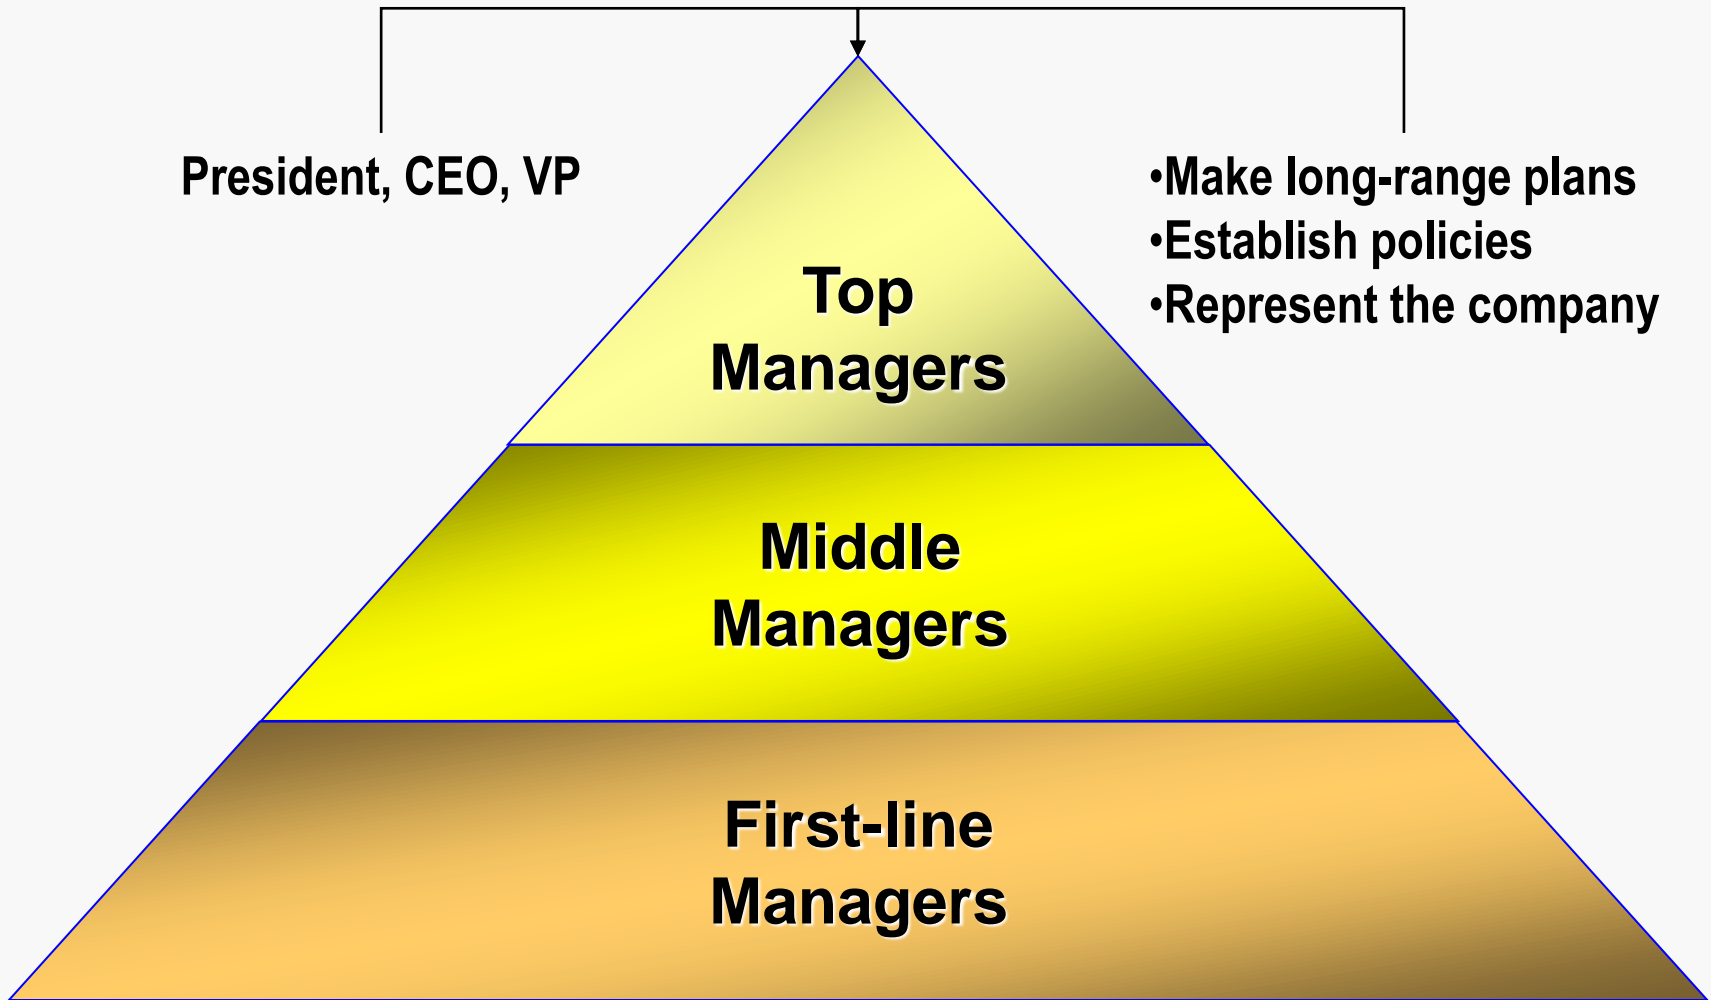 President, CEO, VP
•Make long-range plans
•Establish policies
•Represent the company
Top
Managers
Middle
Managers
First-line
Managers